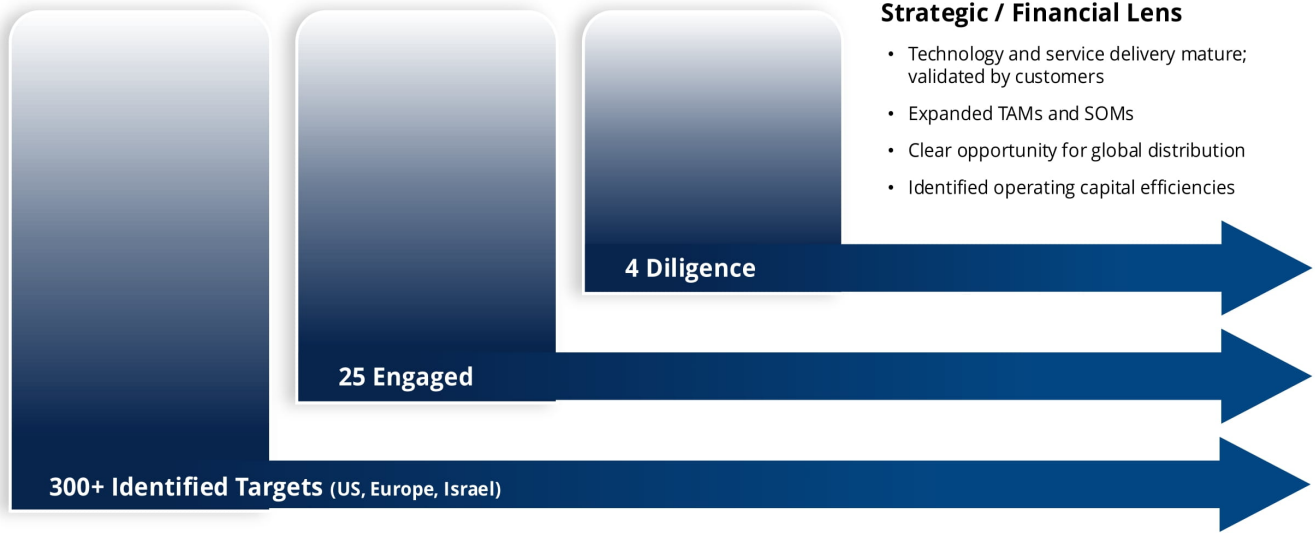 Strategic / Financial Lens
• Technology and service delivery mature;
validated by customers
• Expanded TAMs and SOMs
• Clear opportunity for global distribution
• Identified operating capital efficiencies
4 Diligence
25 Engaged
300+ Identified Targets (US, Europe, Israel)